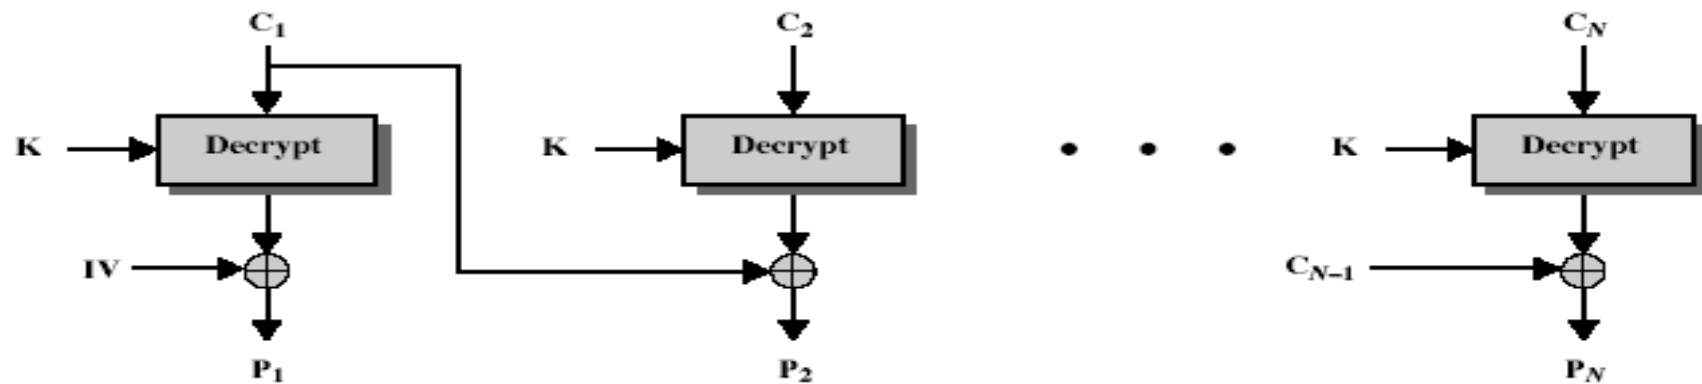 C1 C2 CN
K Decrypt K Decrypt K Decrypt
IV CN−1
P1 P2 PN